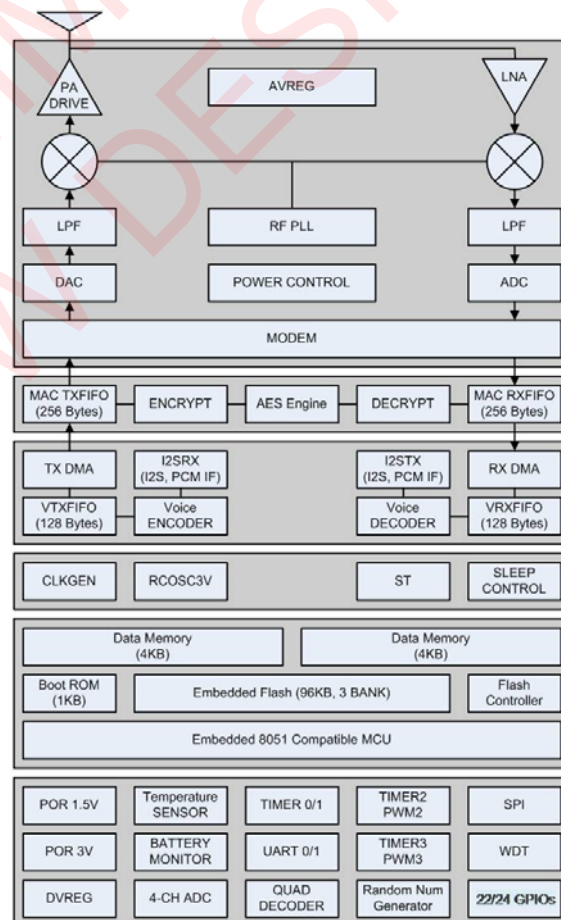 PA
DRIVE
AVREG
LNA
LPF
RF PLL
LPF
DAC
POWER CONTROL
ADC
MODEM
MAC TXFIFO
(256 Bytes)
ENCRYPT
AES Engine
DECRYPT
MAC RXFIFO
(256 Bytes)
TX DMA
I2SRX
(I2S, PCM IF)
I2STX
(I2S, PCM IF)
RX DMA
VTXFIFO
(128 Bytes)
Voice
ENCODER
Voice
DECODER
VRXFIFO
(128 Bytes)
CLKGEN
RCOSC3V
ST
SLEEP
CONTROL
Data Memory
(4KB)
Data Memory
(4KB)
Boot ROM
(1KB)
Embedded Flash (96KB, 3 BANK)
Flash
Controller
Embedded 8051 Compatible MCU
POR 1.5V
Temperature
SENSOR
TIMER 0/1
TIMER2
PWM2
SPI
POR 3V
BATTERY
MONITOR
UART 0/1
TIMER3
PWM3
WDT
DVREG
4-CH ADC
QUAD
DECODER
Random Num
Generator
22/24 GPIOs